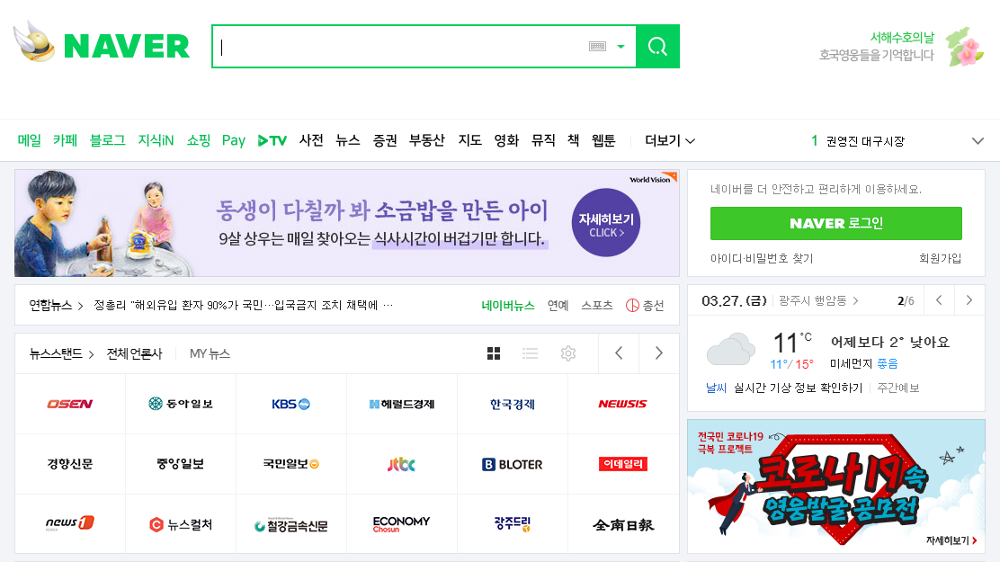 NAVER
서해수호의날
호국영웅들을 기억합니다
메일 카페 블로그 지식iN 쇼핑 Pay TV 사전 뉴스 증권 부동산 지도 영화 뮤직 책 웹툰 더보기
1 권영진 대구시장
World Vision
동생이 다칠까 봐 소금밥을 만든 아이
9살 상우는 매일 찾아오는 식사시간이 버겁기만 합니다.
자세히보기
CLICK >
네이버를 더 안전하고 편리하게 이용하세요.
NAVER 로그인
아이디·비밀번호 찾기 회원가입
연합뉴스 > 정총리 "해외유입 환자 90%가 국민…입국금지 조치 채택에 …
네이버뉴스 연예 스포츠 총선
03.27. (금) 광주시 행암동 > 2/6 < >
뉴스스탠드 > 전체 언론사 MY 뉴스 < >
11°C 어제보다 2° 낮아요
11°/ 15° 미세먼지 좋음
날씨 실시간 기상 정보 확인하기 주간예보
OSEN 동아일보 KBS 헤럴드경제 한국경제 NEWSIS
경향신문 중앙일보 국민일보 jtbc BLOTER 이데일리
news1 뉴스컬처 철강금속신문 ECONOMY Chosun 광주드림 全南日報
전국민 코로나19
극복 프로젝트
코로나19 속
영웅발굴 공모전
자세히보기 >